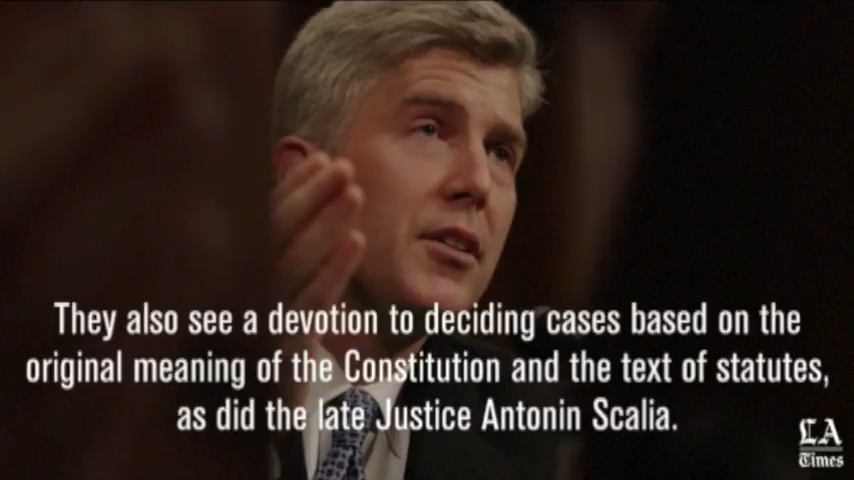 They also see a devotion to deciding cases based on the
original meaning of the Constitution and the text of statutes,
as did the late Justice Antonin Scalia.
LA
Times